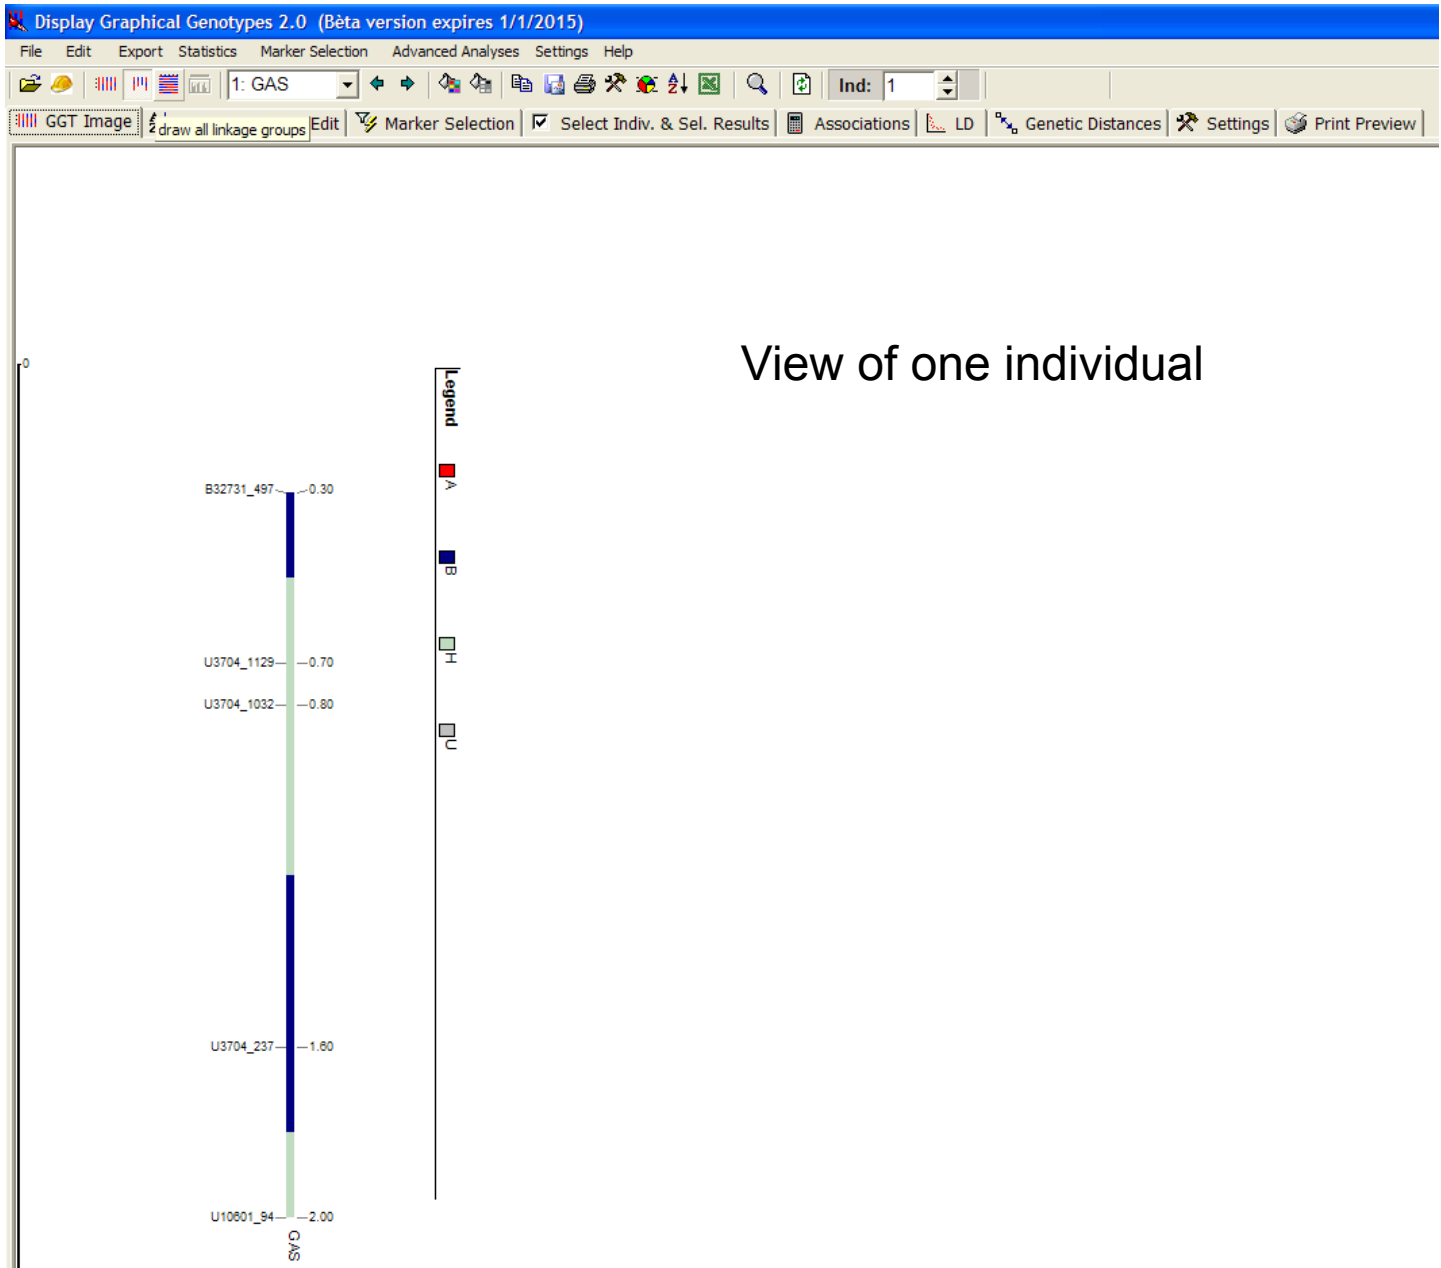 Display Graphical Genotypes 2.0 (Bèta version expires 1/1/2015)
File Edit Export Statistics Marker Selection Advanced Analyses Settings Help
1: GAS Ind: 1
GGT Image Edit Marker Selection Select Indiv. & Sel. Results Associations LD Genetic Distances Settings Print Preview
draw all linkage groups
View of one individual
0
Legend
A
B
H
U
B32731_497 0.30
U3704_1129 0.70
U3704_1032 0.80
U3704_237 1.60
U10601_94 2.00
GAS